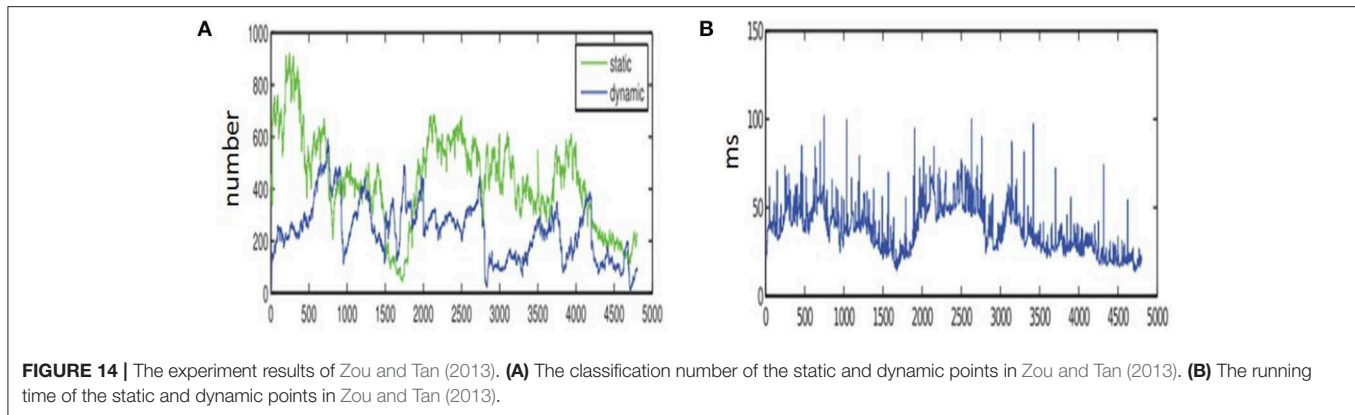 A
B
1000
800
600
400
200
0
number
static
dynamic
0 500 1000 1500 2000 2500 3000 3500 4000 4500 5000
150
100
50
0
ms
0 500 1000 1500 2000 2500 3000 3500 4000 4500 5000
FIGURE 14 | The experiment results of Zou and Tan (2013). (A) The classification number of the static and dynamic points in Zou and Tan (2013). (B) The running
time of the static and dynamic points in Zou and Tan (2013).